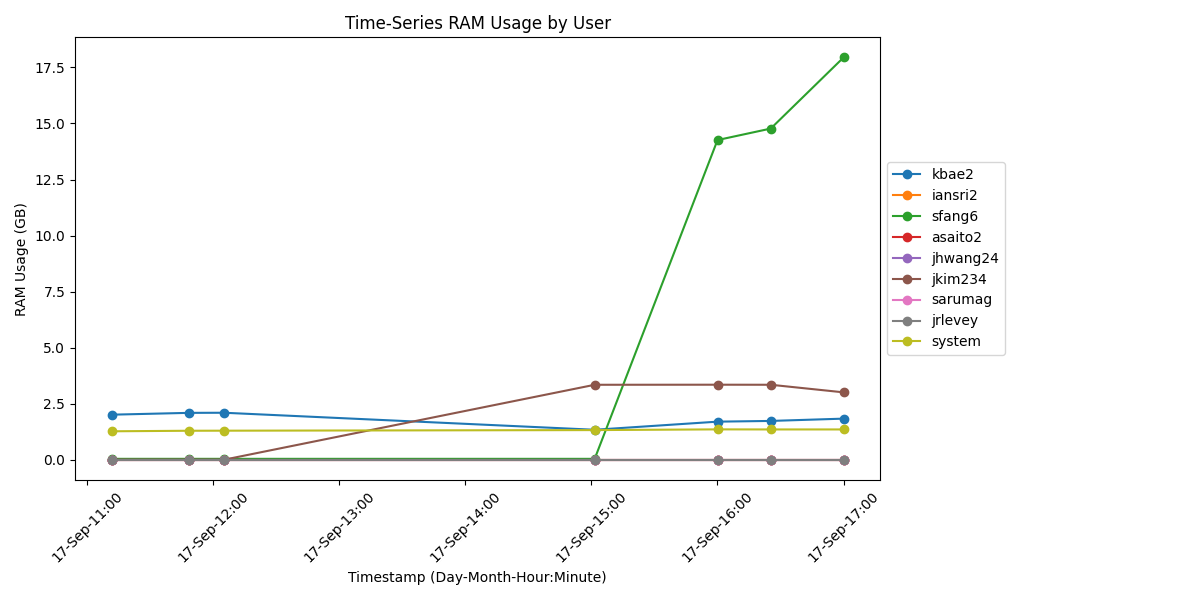 Time-Series RAM Usage by User
17.5
15.0
12.5
10.0
7.5
5.0
2.5
0.0
RAM Usage (GB)
kbae2
iansri2
sfang6
asaito2
jhwang24
jkim234
sarumag
jrlevey
system
17-Sep-11:00
17-Sep-12:00
17-Sep-13:00
17-Sep-14:00
17-Sep-15:00
17-Sep-16:00
17-Sep-17:00
Timestamp (Day-Month-Hour:Minute)